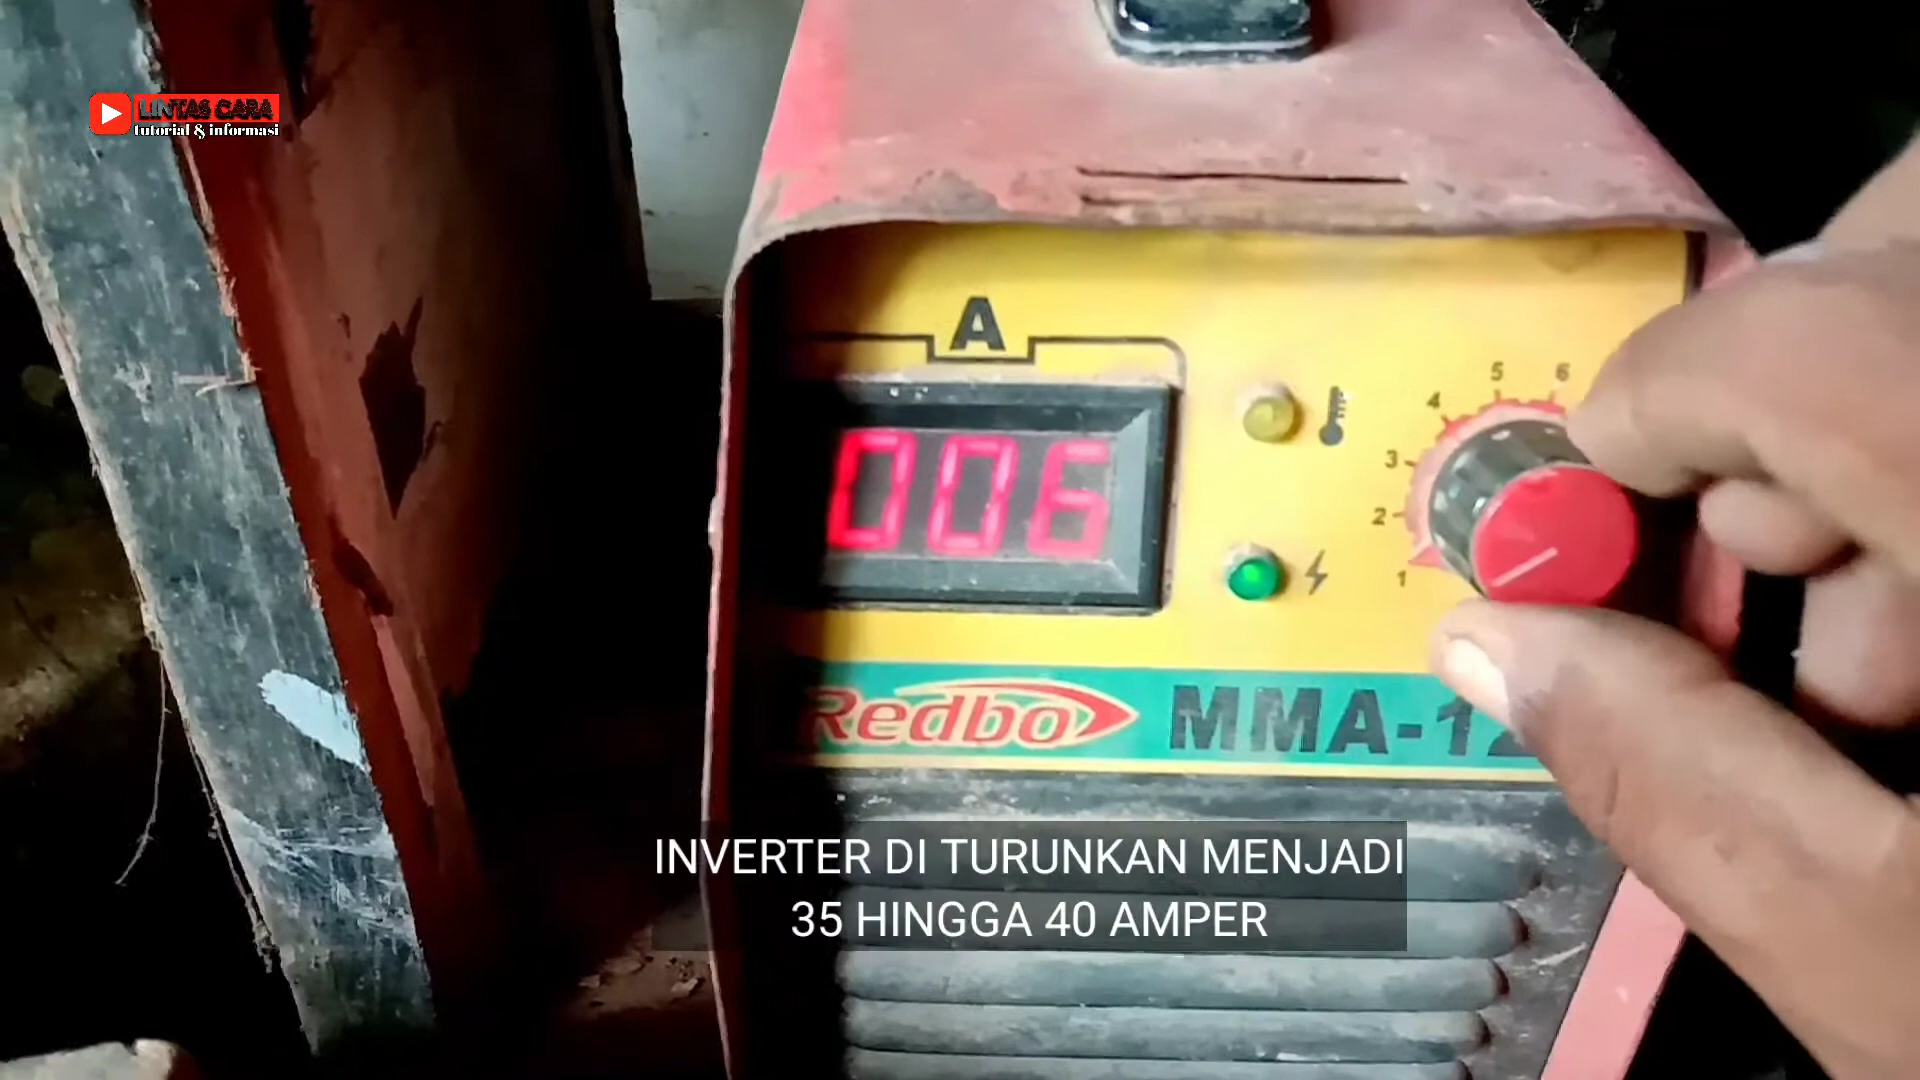 LINTAS CARA
tutorial & informasi
A
006
1
2
3
4
5
6
Redbo
MMA-12
INVERTER DI TURUNKAN MENJADI
35 HINGGA 40 AMPER